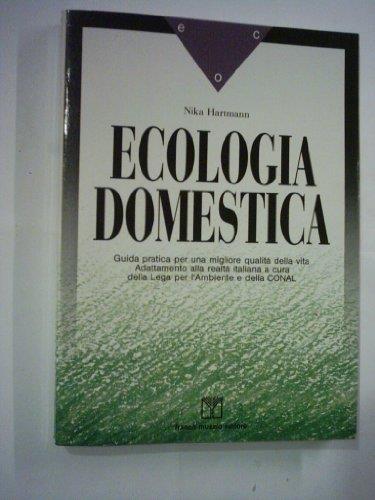 e c
o
Nika Hartmann
ECOLOGIA
DOMESTICA
Guida pratica per una migliore qualità della vita
Adattamento alla realtà italiana a cura
della Lega per l'Ambiente e della CONAL
franco muzzio editore